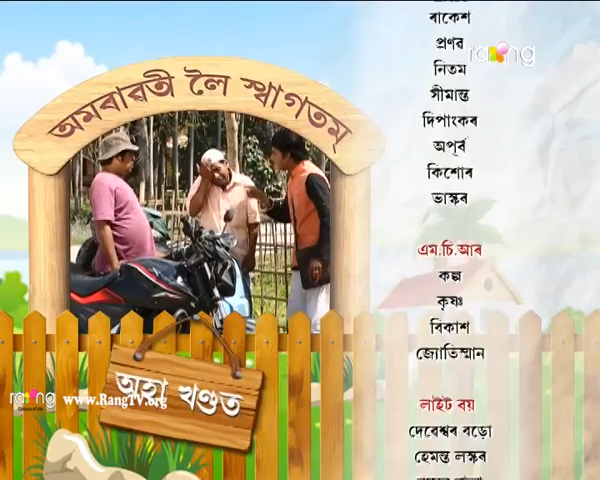 অমৰাৱতী লৈ স্বাগতম্
অহা খণ্ডত
rang
www.RangTV.org
rang
ৰাকেশ
প্ৰণৱ
নিতম
সীমান্ত
দিপাংকৰ
অপূৰ্ব
কিশোৰ
ভাস্কৰ
এম.চি.আৰ
কল্প
কৃষ্ণ
বিকাশ
জ্যোতিষ্মান
লাইট বয়
দেৱেশ্বৰ বড়ো
হেমন্ত লস্কৰ